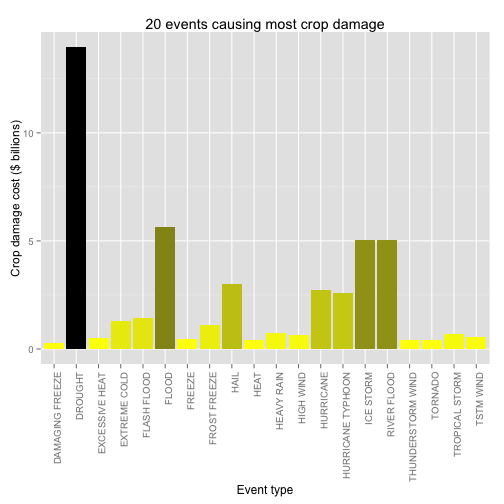 20 events causing most crop damage
Crop damage cost ($ billions)
10
5
0
DAMAGING FREEZE
DROUGHT
EXCESSIVE HEAT
EXTREME COLD
FLASH FLOOD
FLOOD
FREEZE
FROST FREEZE
HAIL
HEAT
HEAVY RAIN
HIGH WIND
HURRICANE
HURRICANE TYPHOON
ICE STORM
RIVER FLOOD
THUNDERSTORM WIND
TORNADO
TROPICAL STORM
TSTM WIND
Event type